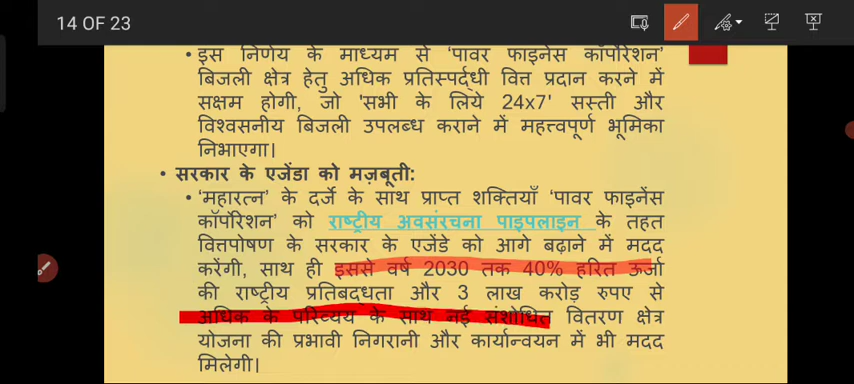 14 OF 23
• इस निर्णय के माध्यम से ‘पावर फाइनेंस कॉर्पोरेशन’
बिजली क्षेत्र हेतु अधिक प्रतिस्पर्द्धी वित्त प्रदान करने में
सक्षम होगी, जो 'सभी के लिये 24x7' सस्ती और
विश्वसनीय बिजली उपलब्ध कराने में महत्त्वपूर्ण भूमिका
निभाएगा।
• सरकार के एजेंडा को मज़बूती:
• ‘महारत्न’ के दर्जे के साथ प्राप्त शक्तियाँ ‘पावर फाइनेंस
कॉर्पोरेशन’ को राष्ट्रीय अवसंरचना पाइपलाइन के तहत
वित्तपोषण के सरकार के एजेंडे को आगे बढ़ाने में मदद
करेंगी, साथ ही इससे वर्ष 2030 तक 40% हरित ऊर्जा
की राष्ट्रीय प्रतिबद्धता और 3 लाख करोड़ रुपए से
अधिक के परिव्यय के साथ नई संशोधित वितरण क्षेत्र
योजना की प्रभावी निगरानी और कार्यान्वयन में भी मदद
मिलेगी।